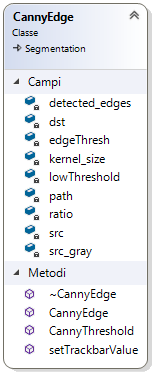 CannyEdge
Classe
Segmentation
Campi
detected_edges
dst
edgeThresh
kernel_size
lowThreshold
path
ratio
src
src_gray
Metodi
~CannyEdge
CannyEdge
CannyThreshold
setTrackbarValue